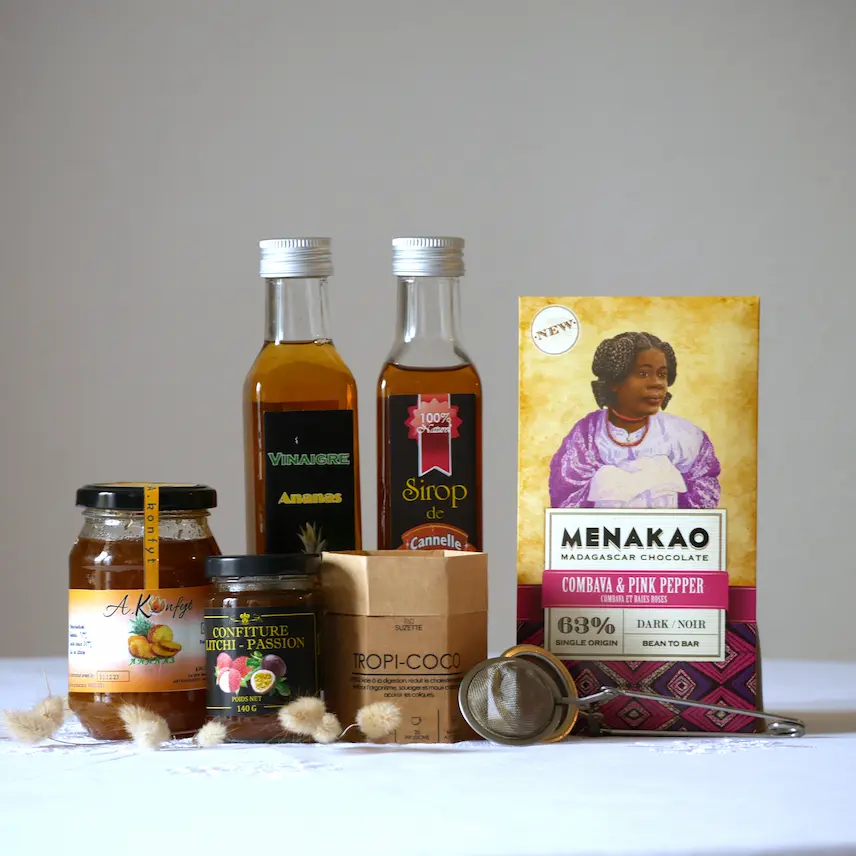 VINAIGRE
Ananas
100%
Naturel
Sirop
de
Cannelle
NEW
MENAKAO
MADAGASCAR CHOCOLATE
COMBAVA & PINK PEPPER
COMBAVA ET BAIES ROSES
63%
SINGLE ORIGIN
DARK / NOIR
BEAN TO BAR
A.konfyt
A.Konfyt
ANANAS
CONFITURE
LITCHI - PASSION
POIDS NET
140 G
SUZETTE
TROPI-COCO